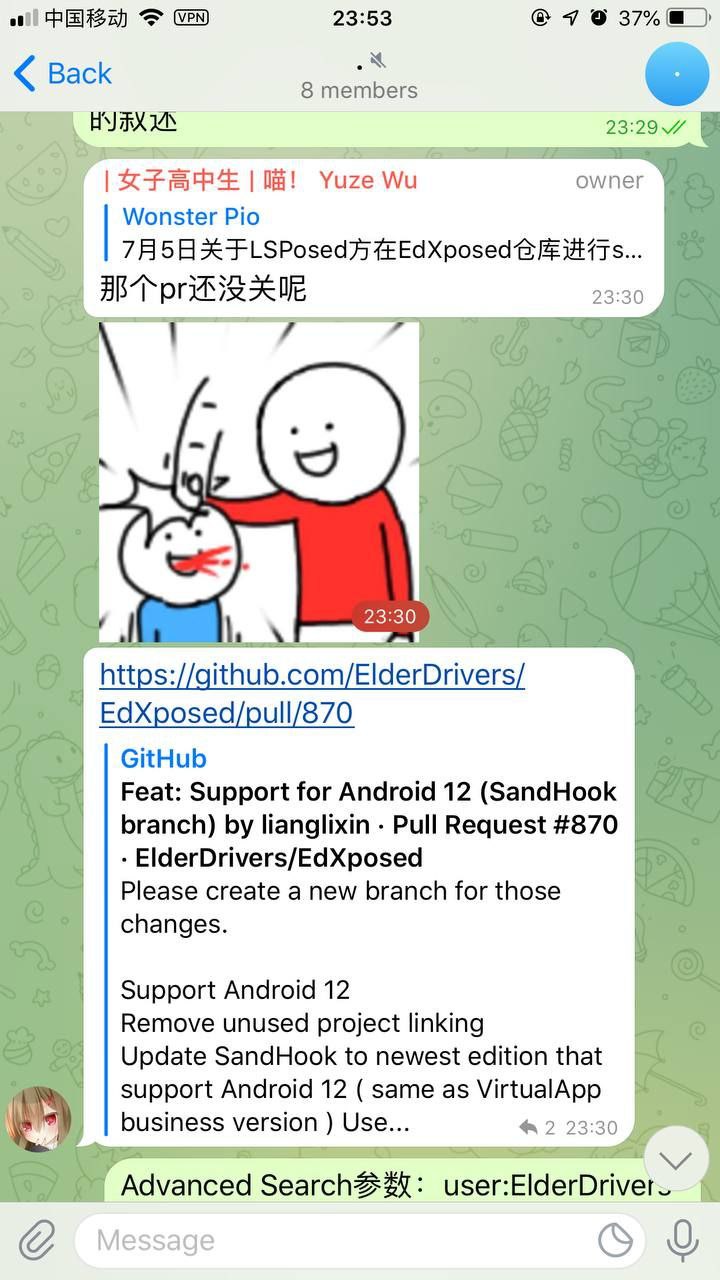 中国移动 VPN 23:53 37%
Back
.
8 members
的叙述
23:29
| 女子高中生 | 喵! Yuze Wu owner
Wonster Pio
7月5日关于LSPosed方在EdXposed仓库进行s...
那个pr还没关呢
23:30
23:30
https://github.com/ElderDrivers/
EdXposed/pull/870
GitHub
Feat: Support for Android 12 (SandHook
branch) by lianglixin · Pull Request #870
· ElderDrivers/EdXposed
Please create a new branch for those
changes.
Support Android 12
Remove unused project linking
Update SandHook to newest edition that
support Android 12 ( same as VirtualApp
business version ) Use...
2 23:30
Advanced Search参数：user:ElderDrivers
Message